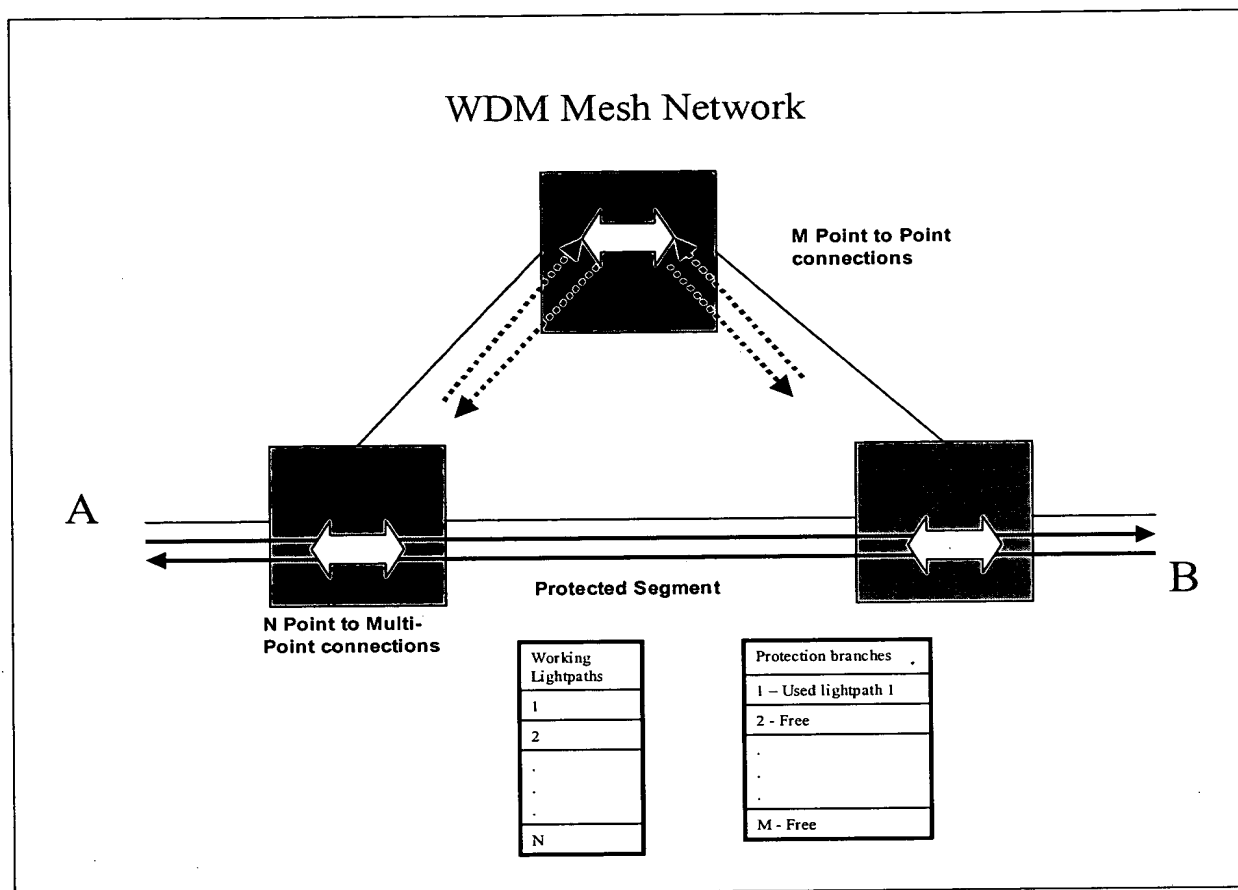 WDM Mesh Network
M Point to Point
connections
A
B
Protected Segment
N Point to Multi-
Point connections
Working
Lightpaths
1
2
.
.
.
N
Protection branches
1 – Used lightpath 1
2 - Free
.
.
.
M - Free